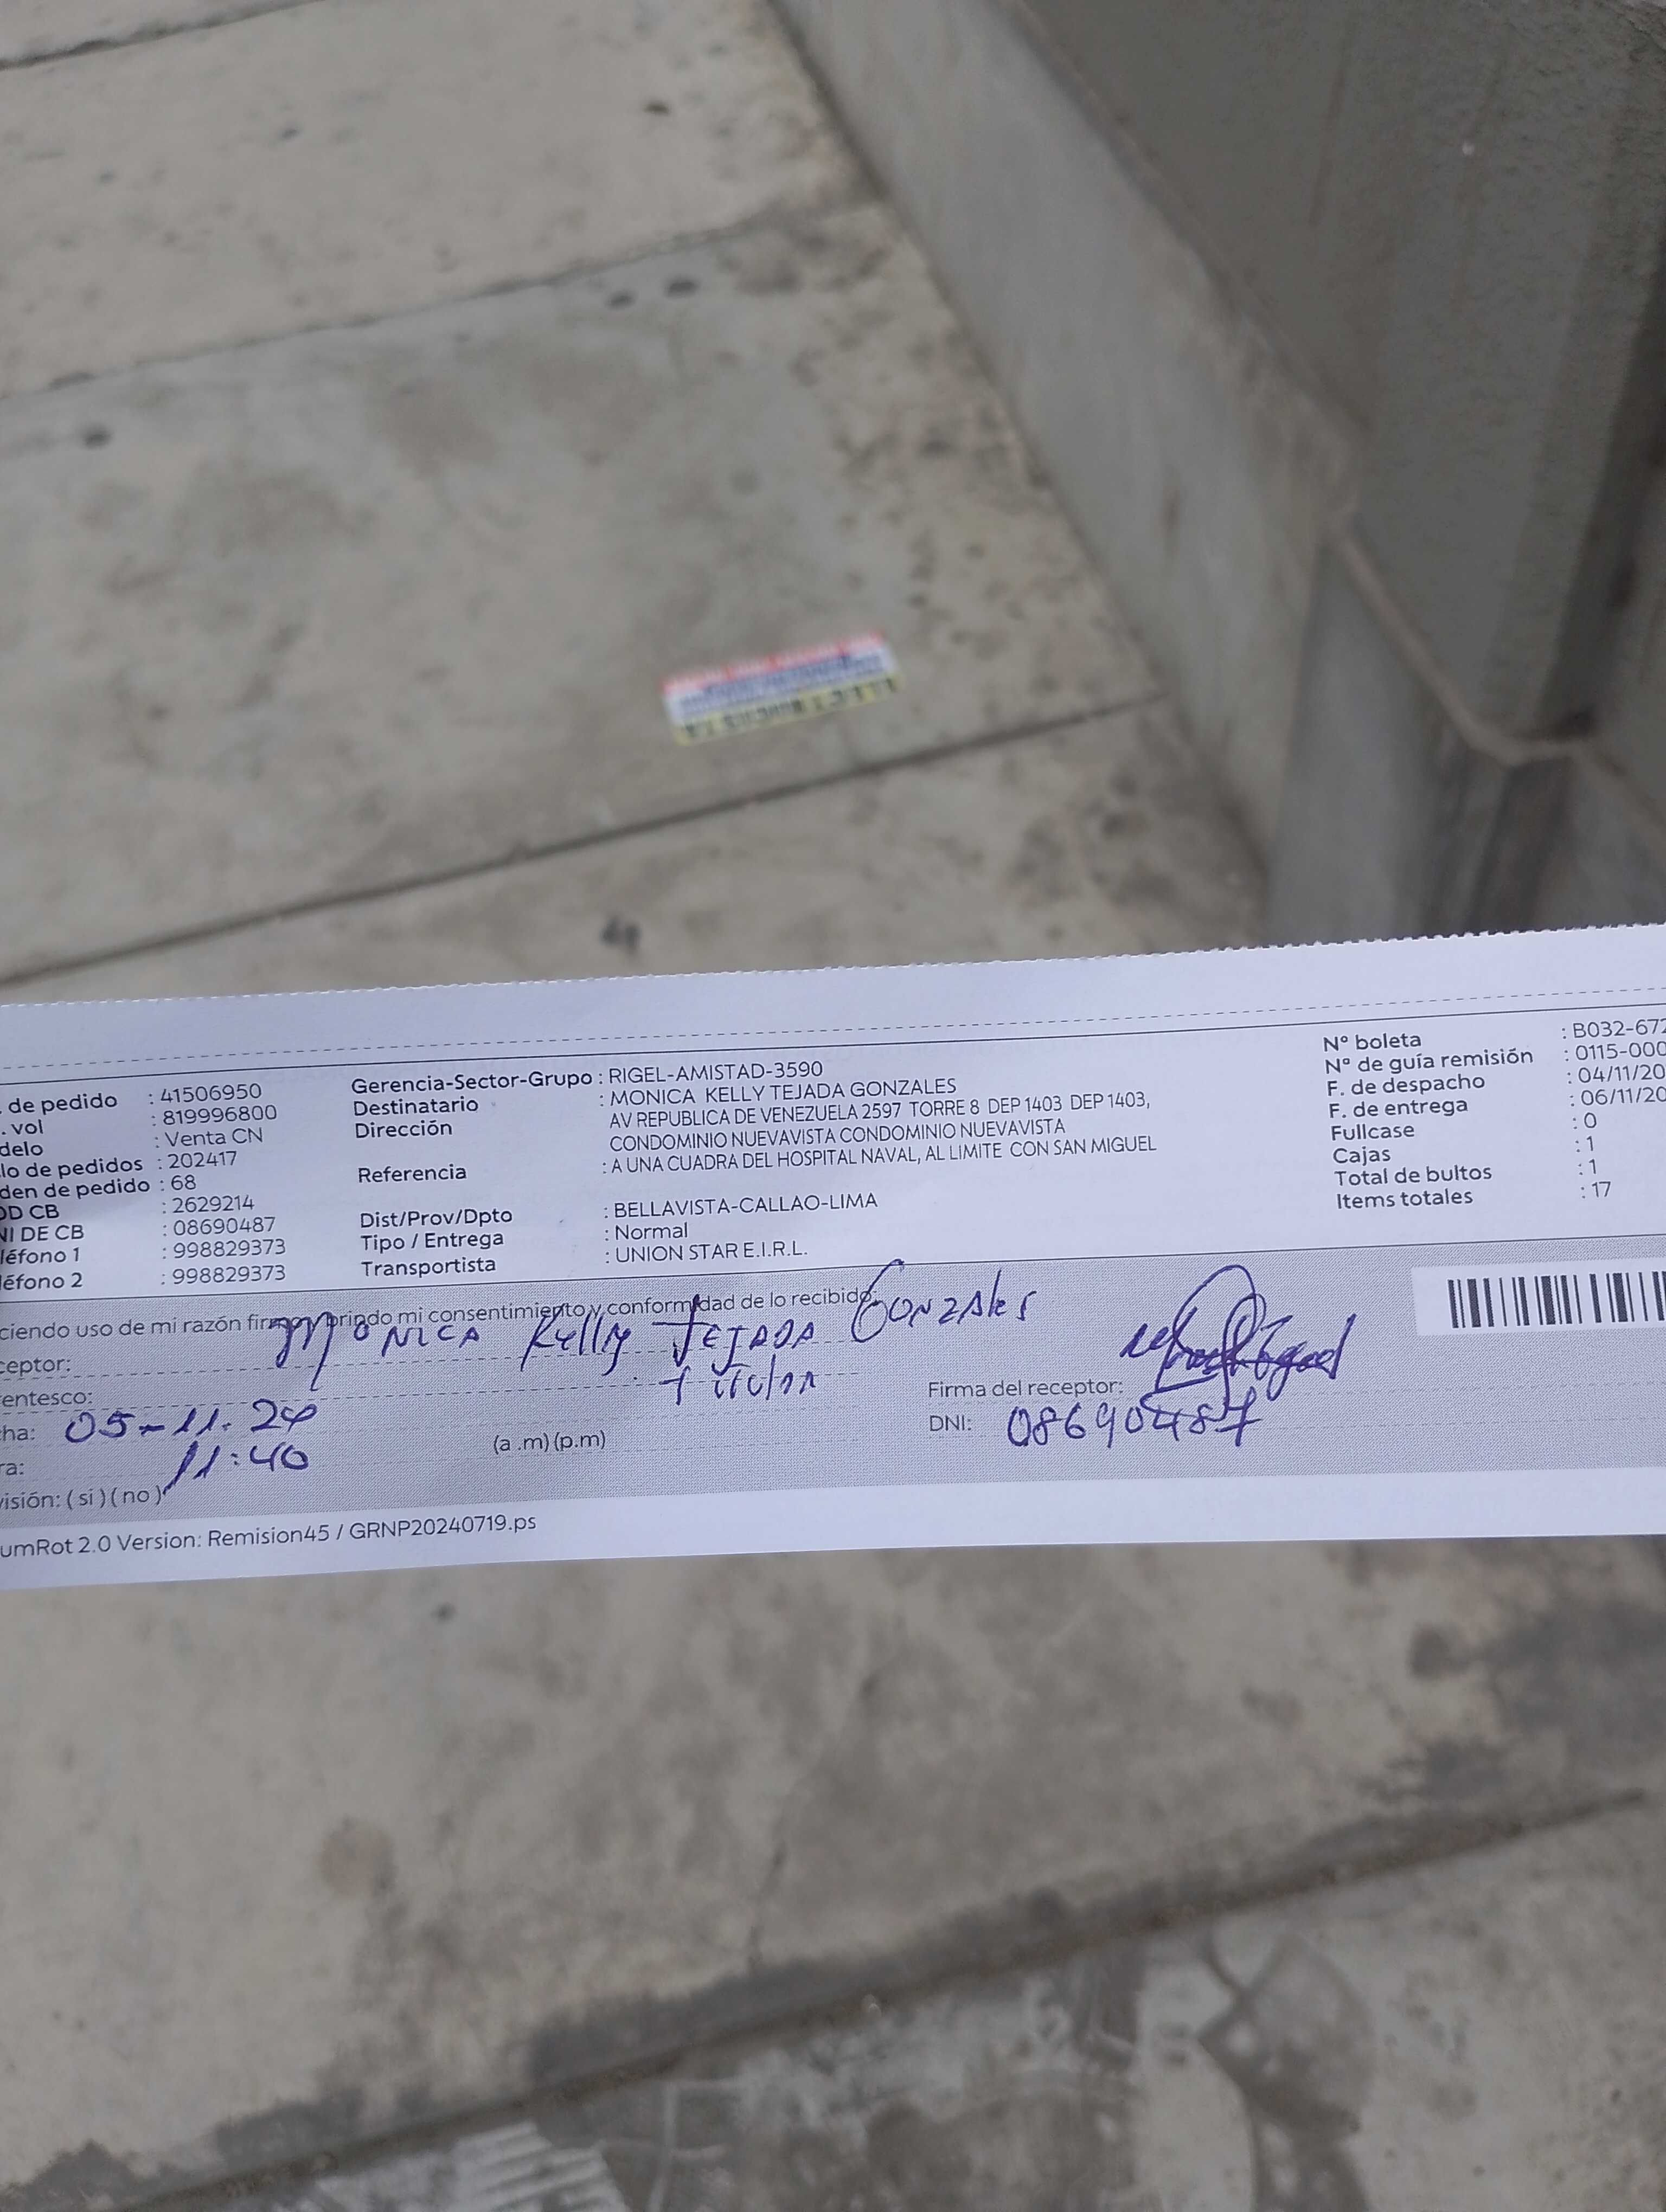 . de pedido : 41506950
. vol : 819996800
delo : Venta CN
lo de pedidos : 202417
den de pedido : 68
OD CB : 2629214
NI DE CB : 08690487
léfono 1 : 998829373
éfono 2 : 998829373
Gerencia-Sector-Grupo : RIGEL-AMISTAD-3590
Destinatario : MONICA KELLY TEJADA GONZALES
Dirección AV REPUBLICA DE VENEZUELA 2597 TORRE 8 DEP 1403 DEP 1403,
CONDOMINIO NUEVAVISTA CONDOMINIO NUEVAVISTA
Referencia : A UNA CUADRA DEL HOSPITAL NAVAL, AL LIMITE CON SAN MIGUEL
Dist/Prov/Dpto : BELLAVISTA-CALLAO-LIMA
Tipo / Entrega : Normal
Transportista : UNION STAR E.I.R.L.
Nº boleta : B032-672
Nª de guía remisión : 0115-000
F. de despacho : 04/11/20
F. de entrega : 06/11/20
Fullcase : 0
Cajas : 1
Total de bultos : 1
Items totales : 17
ciendo uso de mi razón firmo, brindo mi consentimiento y conformidad de lo recibido.
ceptor: MONICA Kelly TEJADA GONZAles
entesco: titular
cha: 05-11-24
ra: 11:40 (a .m) (p.m)
visión: ( si ) ( no )
Firma del receptor:
DNI: 08690487
umRot 2.0 Version: Remision45 / GRNP20240719.ps